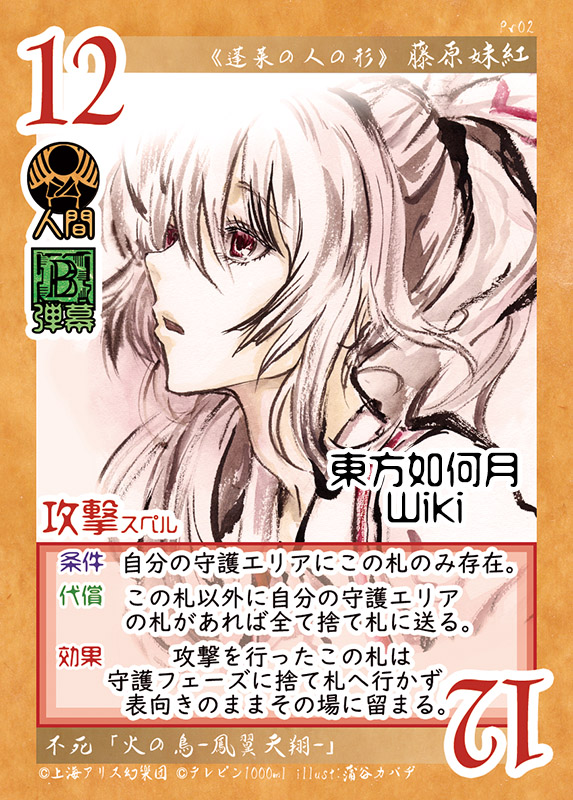 Pr02
12
《蓬莱の人の形》 藤原妹紅
人間
B
弾幕
東方如何月
Wiki
攻撃スペル
条件 自分の守護エリアにこの札のみ存在。
代償 この札以外に自分の守護エリア
の札があれば全て捨て札に送る。
効果 攻撃を行ったこの札は
守護フェーズに捨て札へ行かず
表向きのままその場に留まる。
12
不死「火の鳥-鳳翼天翔-」
©上海アリス幻樂団 ©テレピン1000ml illust:蒲谷カバヂ